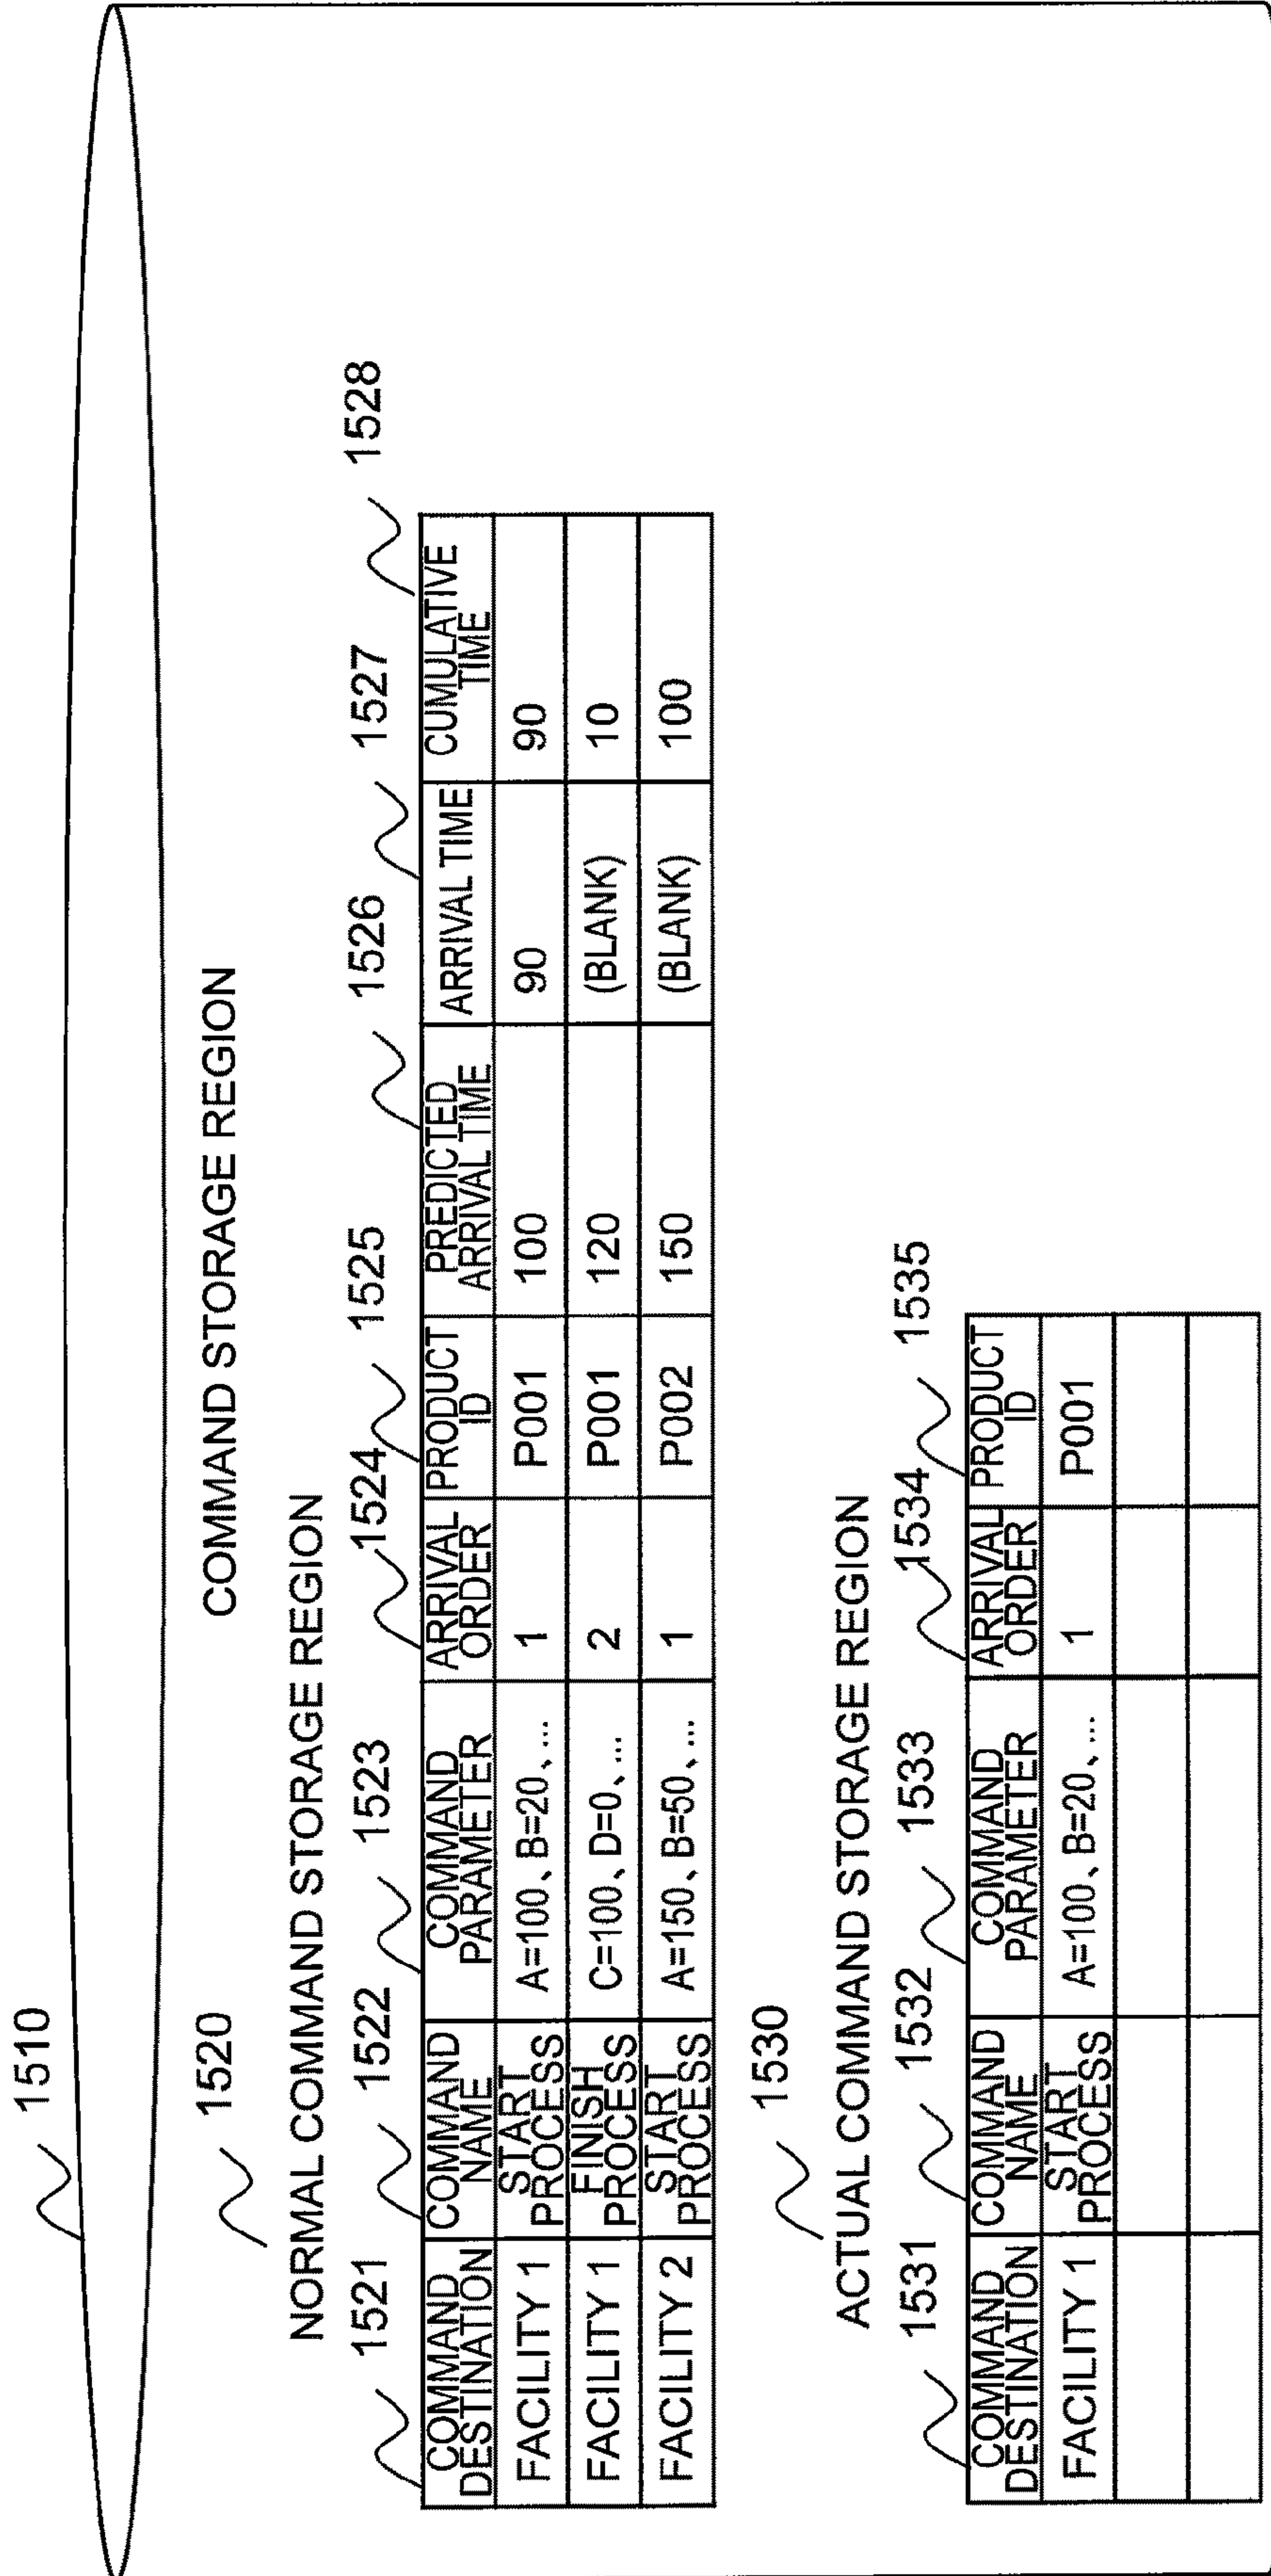 1510
COMMAND STORAGE REGION
1520
NORMAL COMMAND STORAGE REGION
1521 1522 1523 1524 1525 1526 1527 1528
COMMAND DESTINATION COMMAND NAME COMMAND PARAMETER ARRIVAL ORDER PRODUCT ID PREDICTED ARRIVAL TIME ARRIVAL TIME CUMULATIVE TIME
FACILITY 1 START PROCESS A=100、B=20、... 1 P001 100 90 90
FACILITY 1 FINISH PROCESS C=100、D=0、... 2 P001 120 (BLANK) 10
FACILITY 2 START PROCESS A=150、B=50、... 1 P002 150 (BLANK) 100
1530
ACTUAL COMMAND STORAGE REGION
1531 1532 1533 1534 1535
COMMAND DESTINATION COMMAND NAME COMMAND PARAMETER ARRIVAL ORDER PRODUCT ID
FACILITY 1 START PROCESS A=100、B=20、... 1 P001